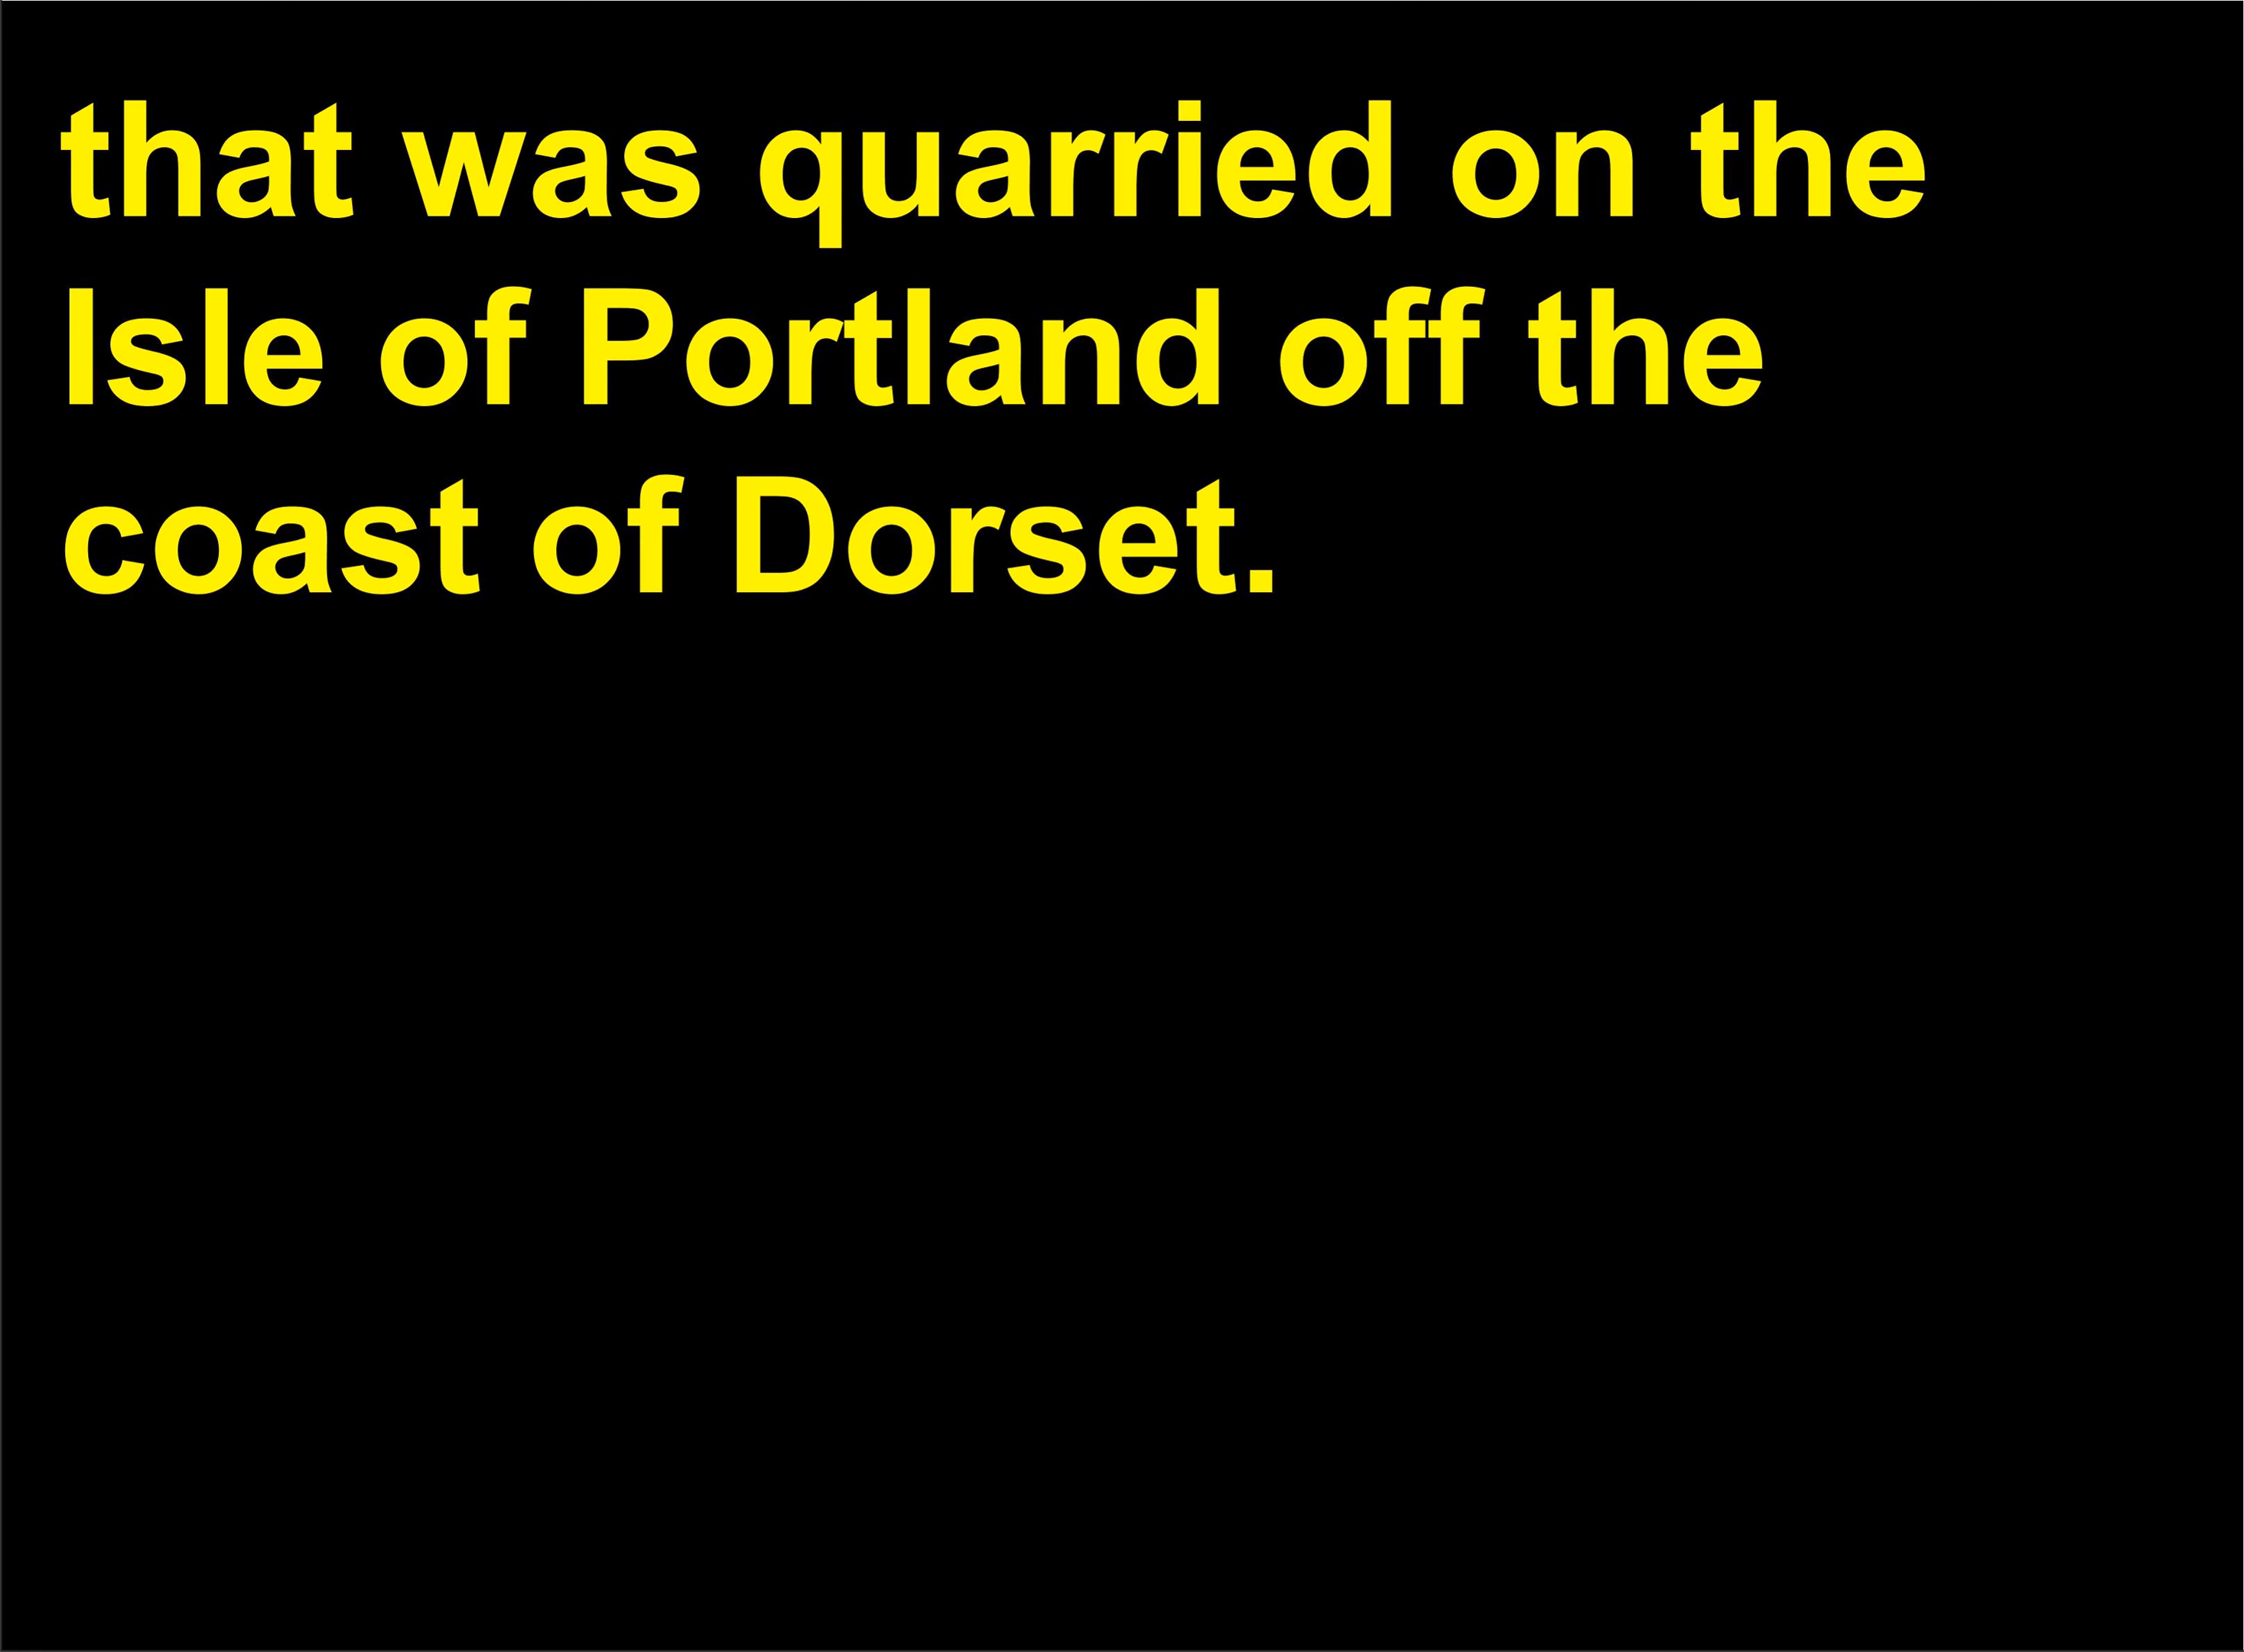 that was quarried on the
Isle of Portland off the
coast of Dorset.